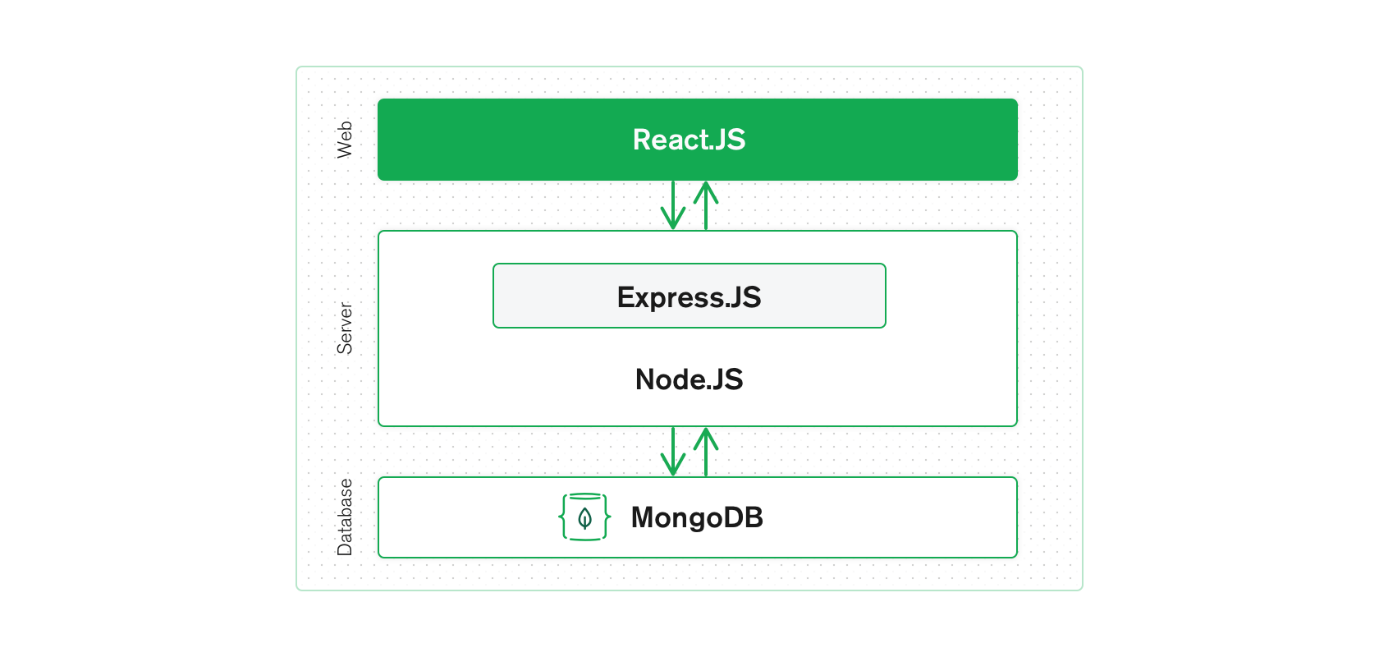 Web
React.JS
Server
Express.JS
Node.JS
Database
MongoDB